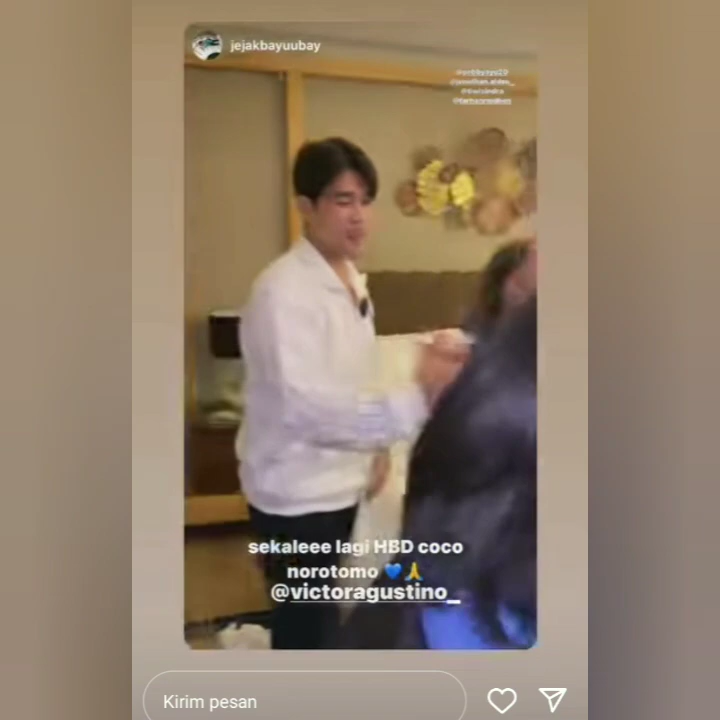 jejakbayuubay
sekaleee lagi HBD coco
norotomo 💙🙏
@victoragustino_
Kirim pesan